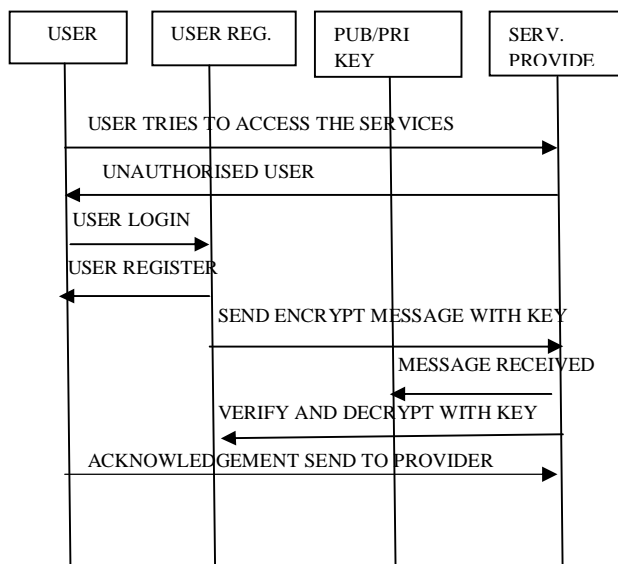 USER
USER REG.
PUB/PRI
KEY
SERV.
PROVIDE
USER TRIES TO ACCESS THE SERVICES
UNAUTHORISED USER
USER LOGIN
USER REGISTER
SEND ENCRYPT MESSAGE WITH KEY
MESSAGE RECEIVED
VERIFY AND DECRYPT WITH KEY
ACKNOWLEDGEMENT SEND TO PROVIDER